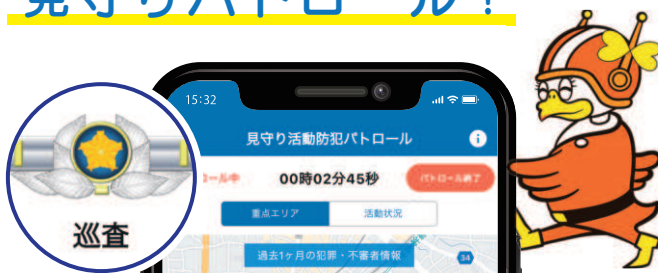 見守りパトロール！
15:32
見守り活動防犯パトロール
ロール中 00時02分45秒 パトロール終了
重点エリア 活動状況
過去1ヶ月の犯罪・不審者情報
34
巡査